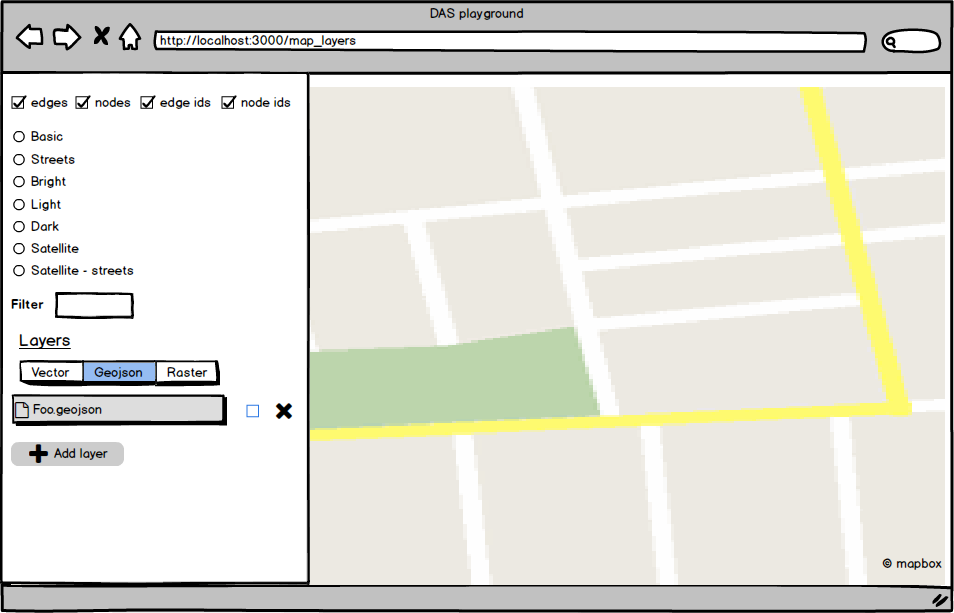 DAS playground
http://localhost:3000/map_layers
edges nodes edge ids node ids
Basic
Streets
Bright
Light
Dark
Satellite
Satellite - streets
Filter
Layers
Vector Geojson Raster
Foo.geojson
Add layer
© mapbox